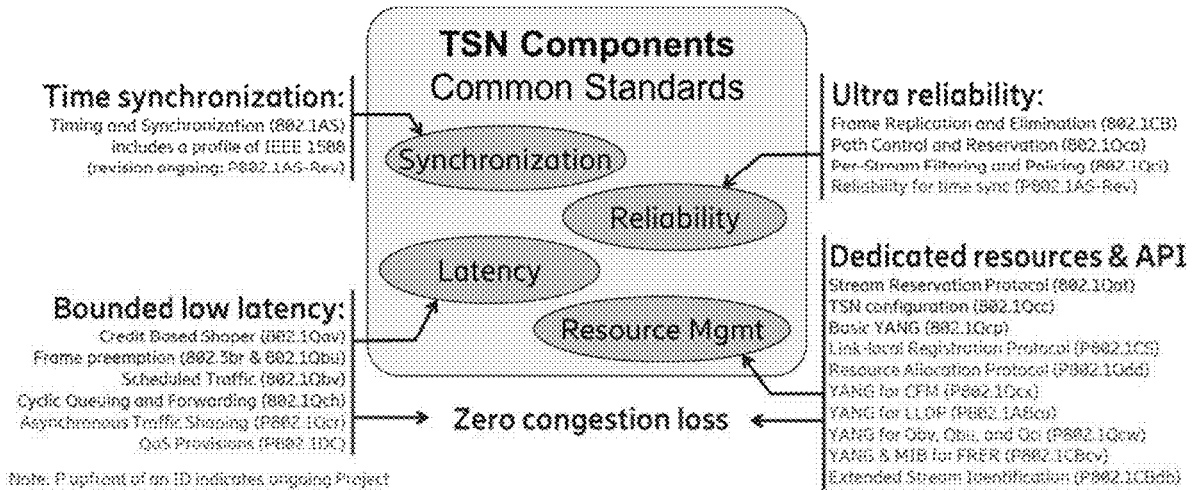 TSN Components
Common Standards
Time synchronization:
Timing and Synchronization (802.1AS)
includes a profile of IEEE 1588
(revision ongoing: P802.1AS-Rev)
Synchronization
Reliability
Latency
Resource Mgmt
Ultra reliability:
Frame Replication and Elimination (802.1CB)
Path Control and Reservation (802.1Qca)
Per-Stream Filtering and Policing (802.1Qci)
Reliability for time sync (P802.1AS-Rev)
Bounded low latency:
Credit Based Shaper (802.1Qav)
Frame preemption (802.3br & 802.1Qbu)
Scheduled Traffic (802.1Qbv)
Cyclic Queuing and Forwarding (802.1Qch)
Asynchronous Traffic Shaping (P802.1Qcr)
QoS Provisions (P802.1DC)
Zero congestion loss
Dedicated resources & API
Stream Reservation Protocol (802.1Qat)
TSN configuration (802.1Qcc)
Basic YANG (802.1Qcp)
Link-local Registration Protocol (P802.1CS)
Resource Allocation Protocol (P802.1Qdd)
YANG for CFM (P802.1Qcx)
YANG for LLDP (P802.1ABcu)
YANG for Qbv, Qbu, and Qci (P802.1Qcw)
YANG & MIB for FRER (P802.1CBcv)
Extended Stream Identification (P802.1CBdb)
Note: P upfront of an ID indicates ongoing Project